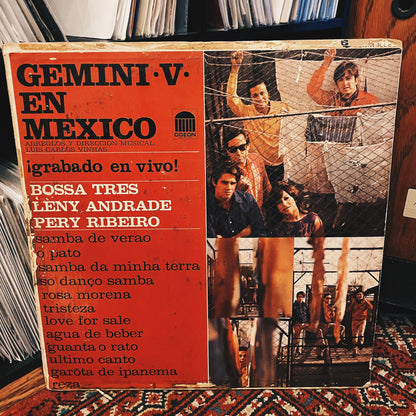 GEMINI·V·
EN
MEXICO
ARREGLOS Y DIRECCION MUSICAL
LUIS CARLOS VINHAS
ODEON
¡grabado en vivo!
BOSSA TRES
LENY ANDRADE
PERY RIBEIRO
samba de verao
o pato
samba da minha terra
so danço samba
rosa morena
tristeza
love for sale
agua de beber
guanta o rato
ultimo canto
garôta de ipanema
reza